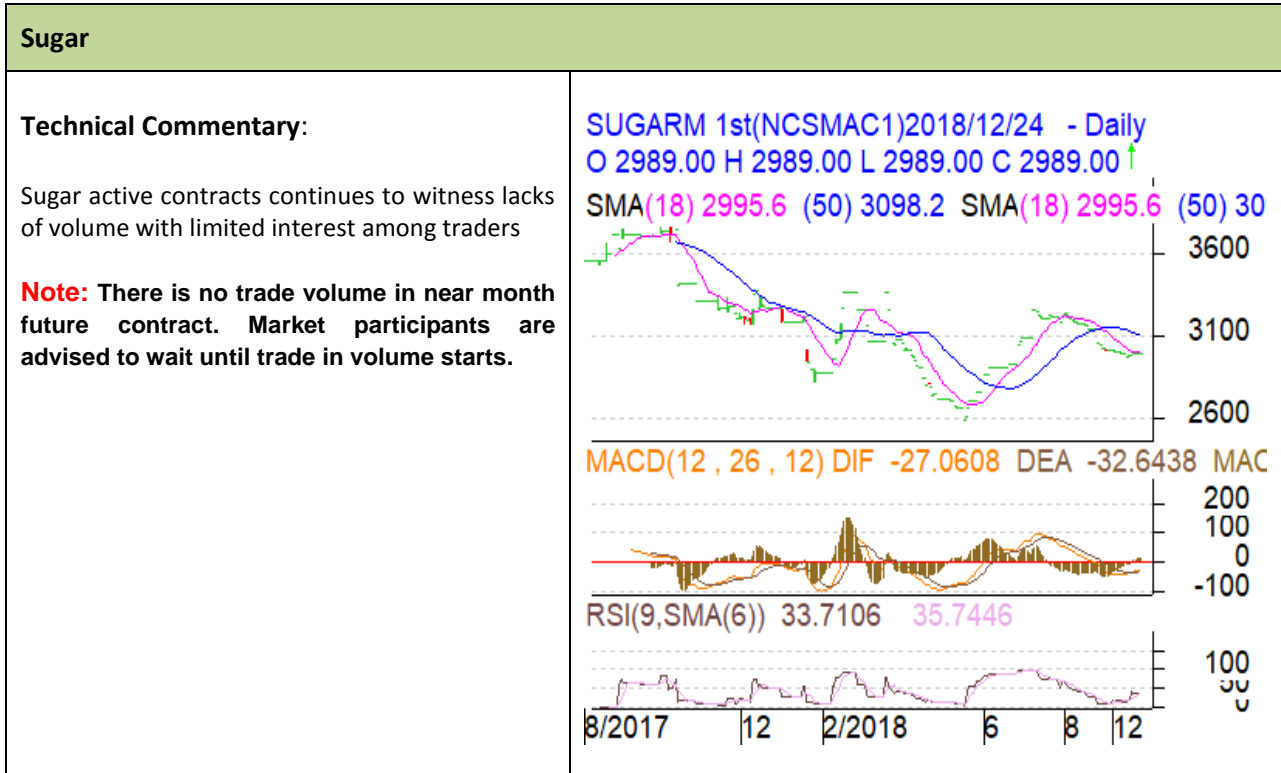 Sugar
Technical Commentary:
Sugar active contracts continues to witness lacks
of volume with limited interest among traders
Note: There is no trade volume in near month
future contract. Market participants are
advised to wait until trade in volume starts.
SUGARM 1st(NCSMAC1)2018/12/24 - Daily
O 2989.00 H 2989.00 L 2989.00 C 2989.00
SMA(18) 2995.6 (50) 3098.2 SMA(18) 2995.6 (50) 30
3600
3100
2600
MACD(12 , 26 , 12) DIF -27.0608 DEA -32.6438 MAC
200
100
0
-100
RSI(9,SMA(6)) 33.7106 35.7446
100
50
0
8/2017 12 2/2018 6 8 12